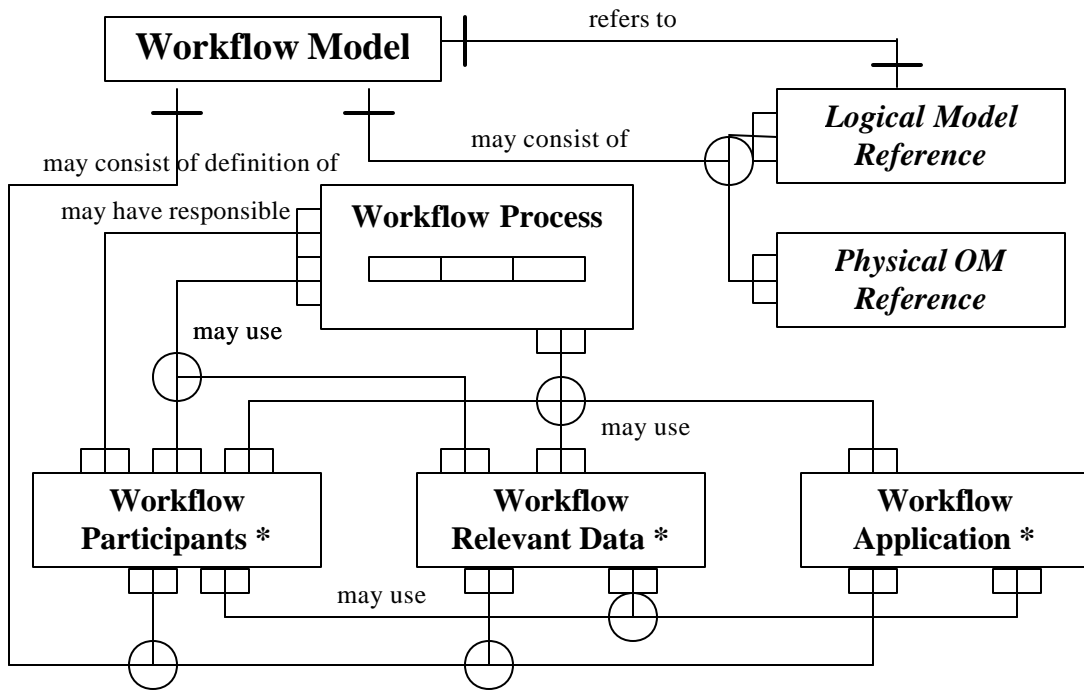 refers to
Workflow Model
Logical Model
Reference
may consist of
may consist of definition of
may have responsible
Workflow Process
Physical OM
Reference
may use
may use
Workflow
Participants *
Workflow
Relevant Data *
Workflow
Application *
may use